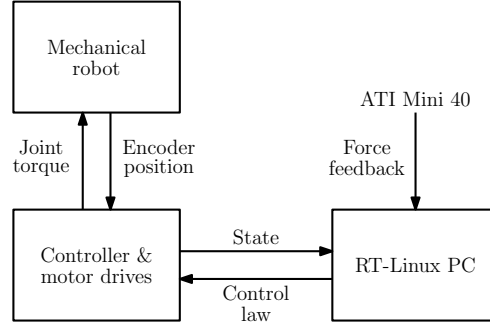 Mechanical
robot
ATI Mini 40
Joint
torque
Encoder
position
Force
feedback
Controller &
motor drives
State
RT-Linux PC
Control
law